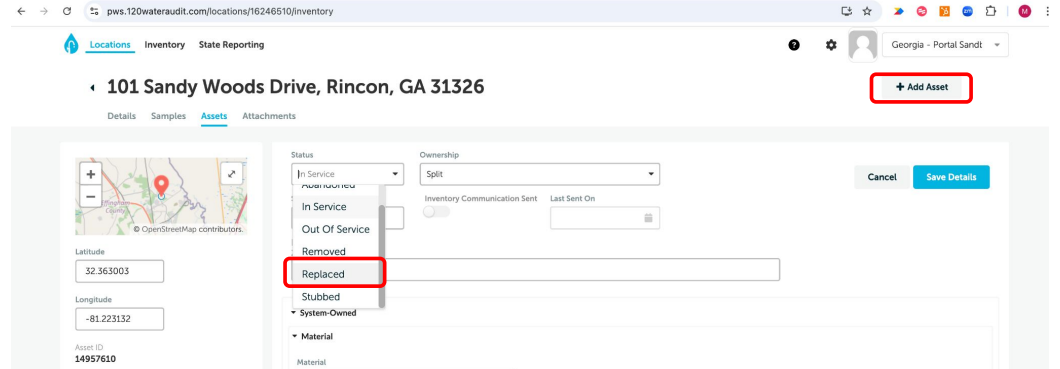 pws.120wateraudit.com/locations/16246510/inventory
M
Locations Inventory State Reporting
? Georgia - Portal Sandb
101 Sandy Woods Drive, Rincon, GA 31326
+ Add Asset
Details Samples Assets Attachments
Status Ownership
In Service Split
Cancel Save Details
Abandoned
Inventory Communication Sent Last Sent On
In Service
Effingham
County
© OpenStreetMap contributors.
Out Of Service
Removed
Latitude
32.363003
Replaced
Longitude
Stubbed
-81.223132
System-Owned
Material
Asset ID
14957610
Material